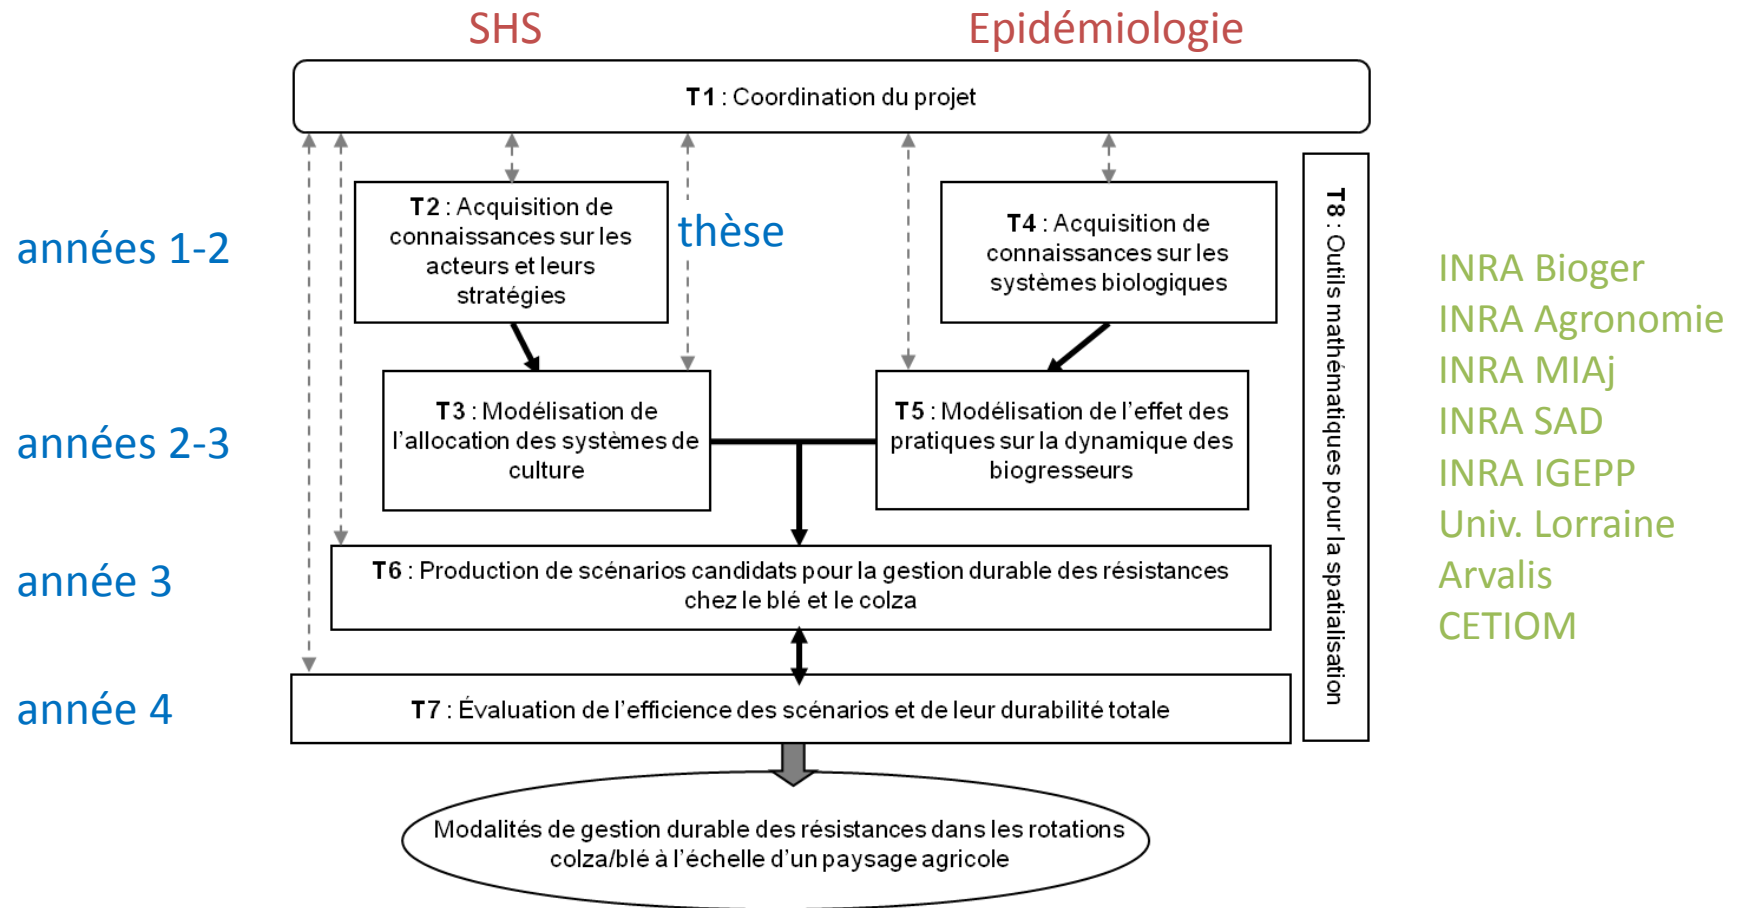 SHS
Epidémiologie
T1 : Coordination du projet
années 1-2
T2 : Acquisition de
connaissances sur les
acteurs et leurs
stratégies
thèse
T4 : Acquisition de
connaissances sur les
systèmes biologiques
années 2-3
T3 : Modélisation de
l'allocation des systèmes de
culture
T5 : Modélisation de l'effet des
pratiques sur la dynamique des
biogresseurs
année 3
T6 : Production de scénarios candidats pour la gestion durable des résistances
chez le blé et le colza
année 4
T7 : Évaluation de l'efficience des scénarios et de leur durabilité totale
T8 : Outils mathématiques pour la spatialisation
Modalités de gestion durable des résistances dans les rotations
colza/blé à l'échelle d'un paysage agricole
INRA Bioger
INRA Agronomie
INRA MIAj
INRA SAD
INRA IGEPP
Univ. Lorraine
Arvalis
CETIOM